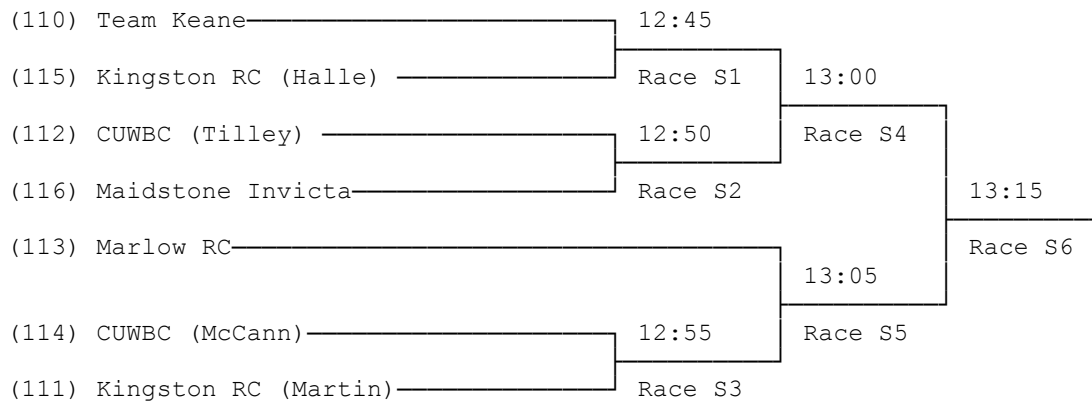 (110) Team Keane 12:45
(115) Kingston RC (Halle) Race S1 13:00
(112) CUWBC (Tilley) 12:50 Race S4
(116) Maidstone Invicta Race S2 13:15
(113) Marlow RC Race S6
13:05
(114) CUWBC (McCann) 12:55 Race S5
(111) Kingston RC (Martin) Race S3